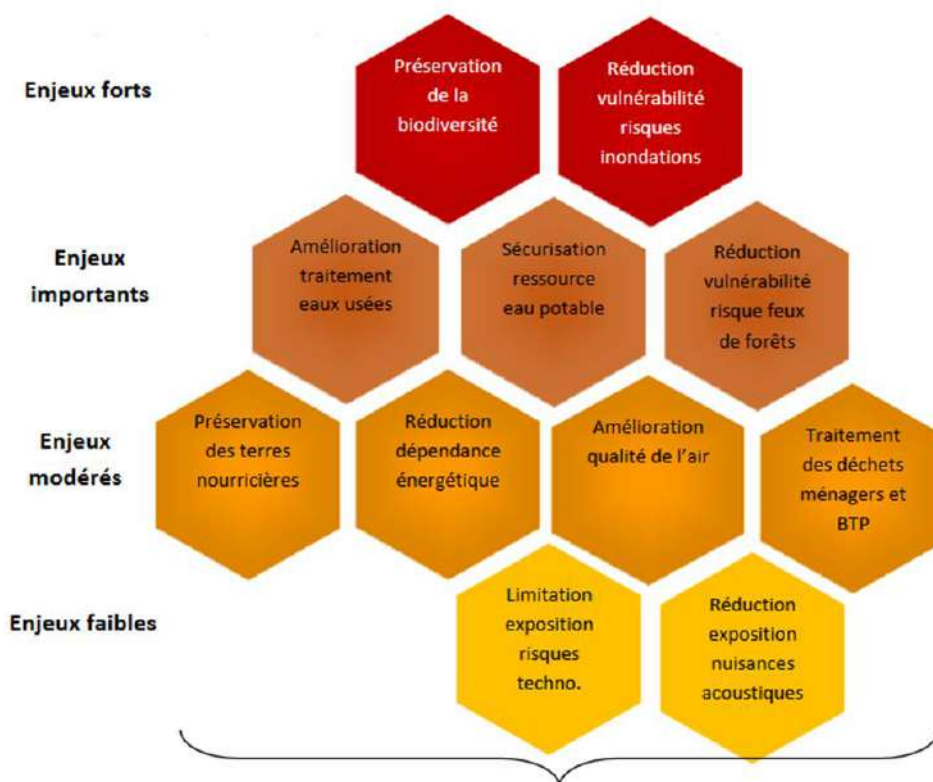 Enjeux forts
Préservation
de la
biodiversité
Réduction
vulnérabilité
risques
inondations
Enjeux
importants
Amélioration
traitement
eaux usées
Sécurisation
ressource
eau potable
Réduction
vulnérabilité
risque feux
de forêts
Enjeux
modérés
Préservation
des terres
nourricières
Réduction
dépendance
énergétique
Amélioration
qualité de l'air
Traitement
des déchets
ménagers et
BTP
Enjeux faibles
Limitation
exposition
risques
techno.
Réduction
exposition
nuisances
acoustiques